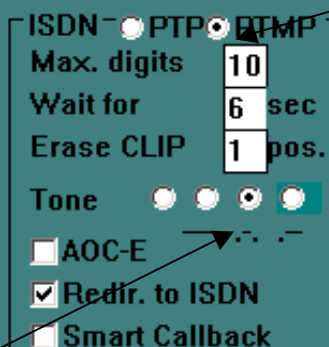 ISDN PTP PTMP
Max. digits 10
Wait for 6 sec
Erase CLIP 1 pos.
Tone
AOC-E
Redir. to ISDN
Smart Callback